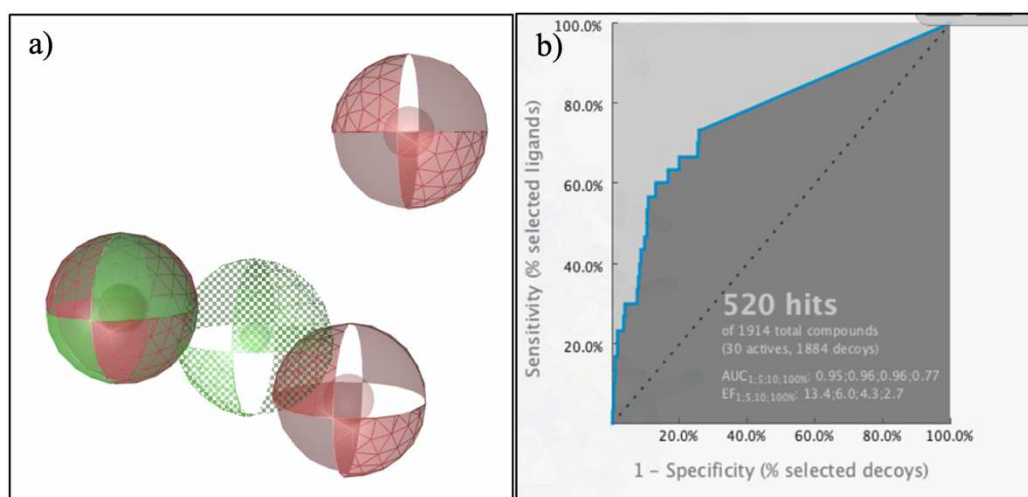 a)
b)
100.0%
80.0%
60.0%
40.0%
20.0%
Sensitivity (% selected ligands)
520 hits
of 1914 total compounds
(30 actives, 1884 decoys)
AUC1;5;10;100%: 0.95;0.96;0.96;0.77
EF1;5;10;100%: 13.4;6.0;4.3;2.7
20.0% 40.0% 60.0% 80.0% 100.0%
1 – Specificity (% selected decoys)